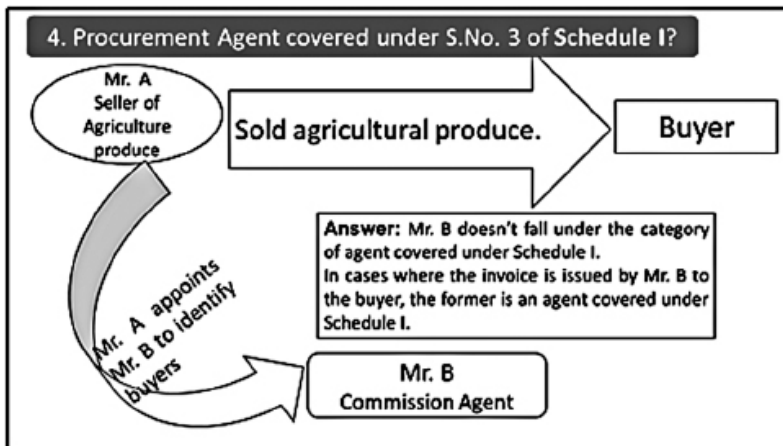 4. Procurement Agent covered under S.No. 3 of Schedule I?
Mr. A
Seller of
Agriculture
produce
Sold agricultural produce.
Buyer
Answer: Mr. B doesn't fall under the category
of agent covered under Schedule I.
In cases where the invoice is issued by Mr. B to
the buyer, the former is an agent covered under
Schedule I.
Mr. A appoints
Mr. B to identify
buyers
Mr. B
Commission Agent